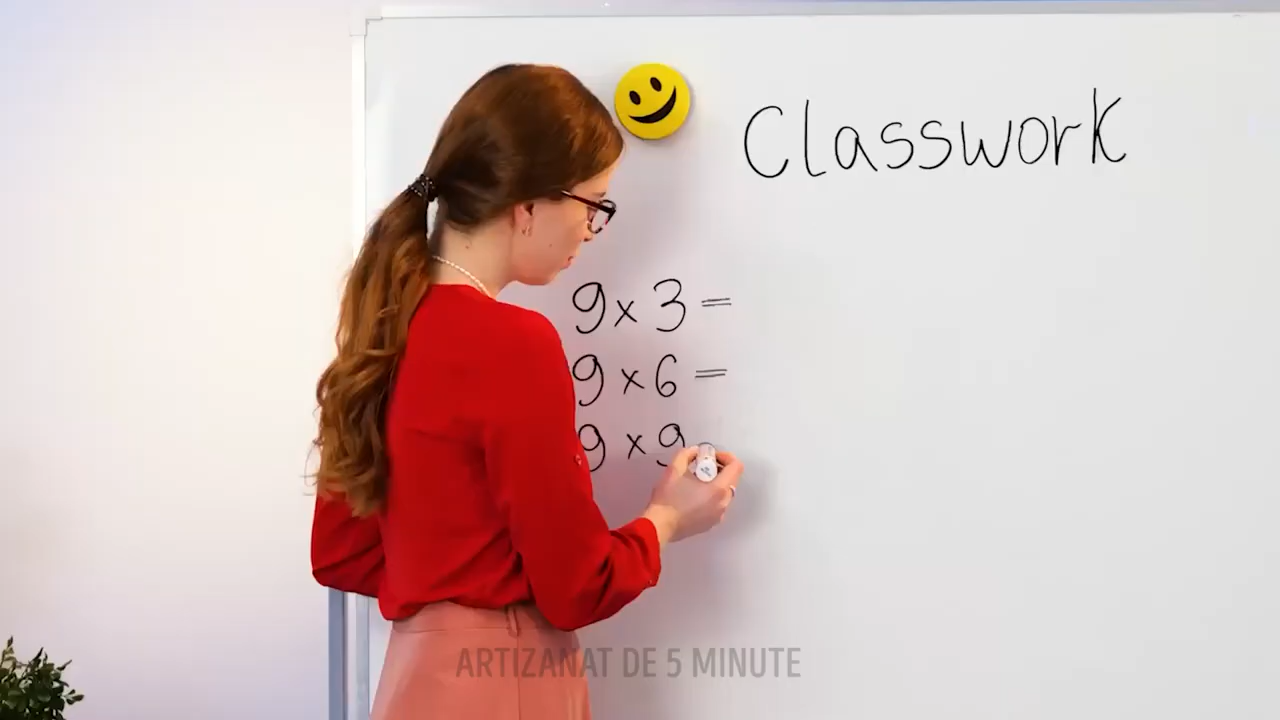 Classwork
9 x 3 =
9 x 6 =
9 x 9
ARTIZANAT DE 5 MINUTE